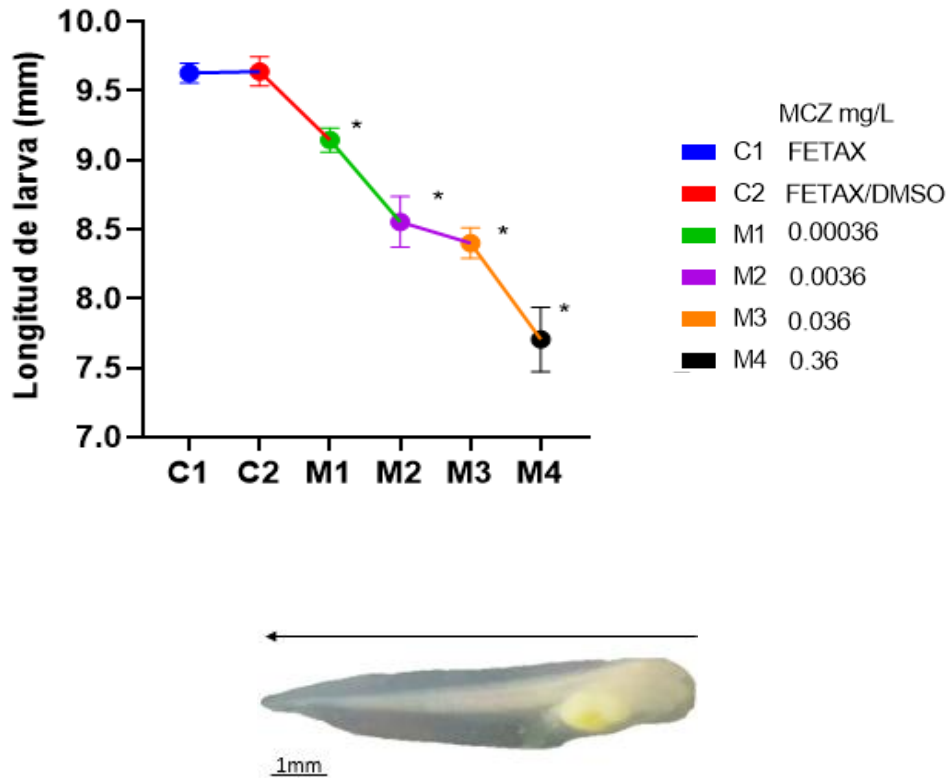 Longitud de larva (mm)
10.0
9.5
9.0
8.5
8.0
7.5
7.0
C1 C2 M1 M2 M3 M4
*
*
*
*
MCZ mg/L
C1 FETAX
C2 FETAX/DMSO
M1 0.00036
M2 0.0036
M3 0.036
M4 0.36
1mm